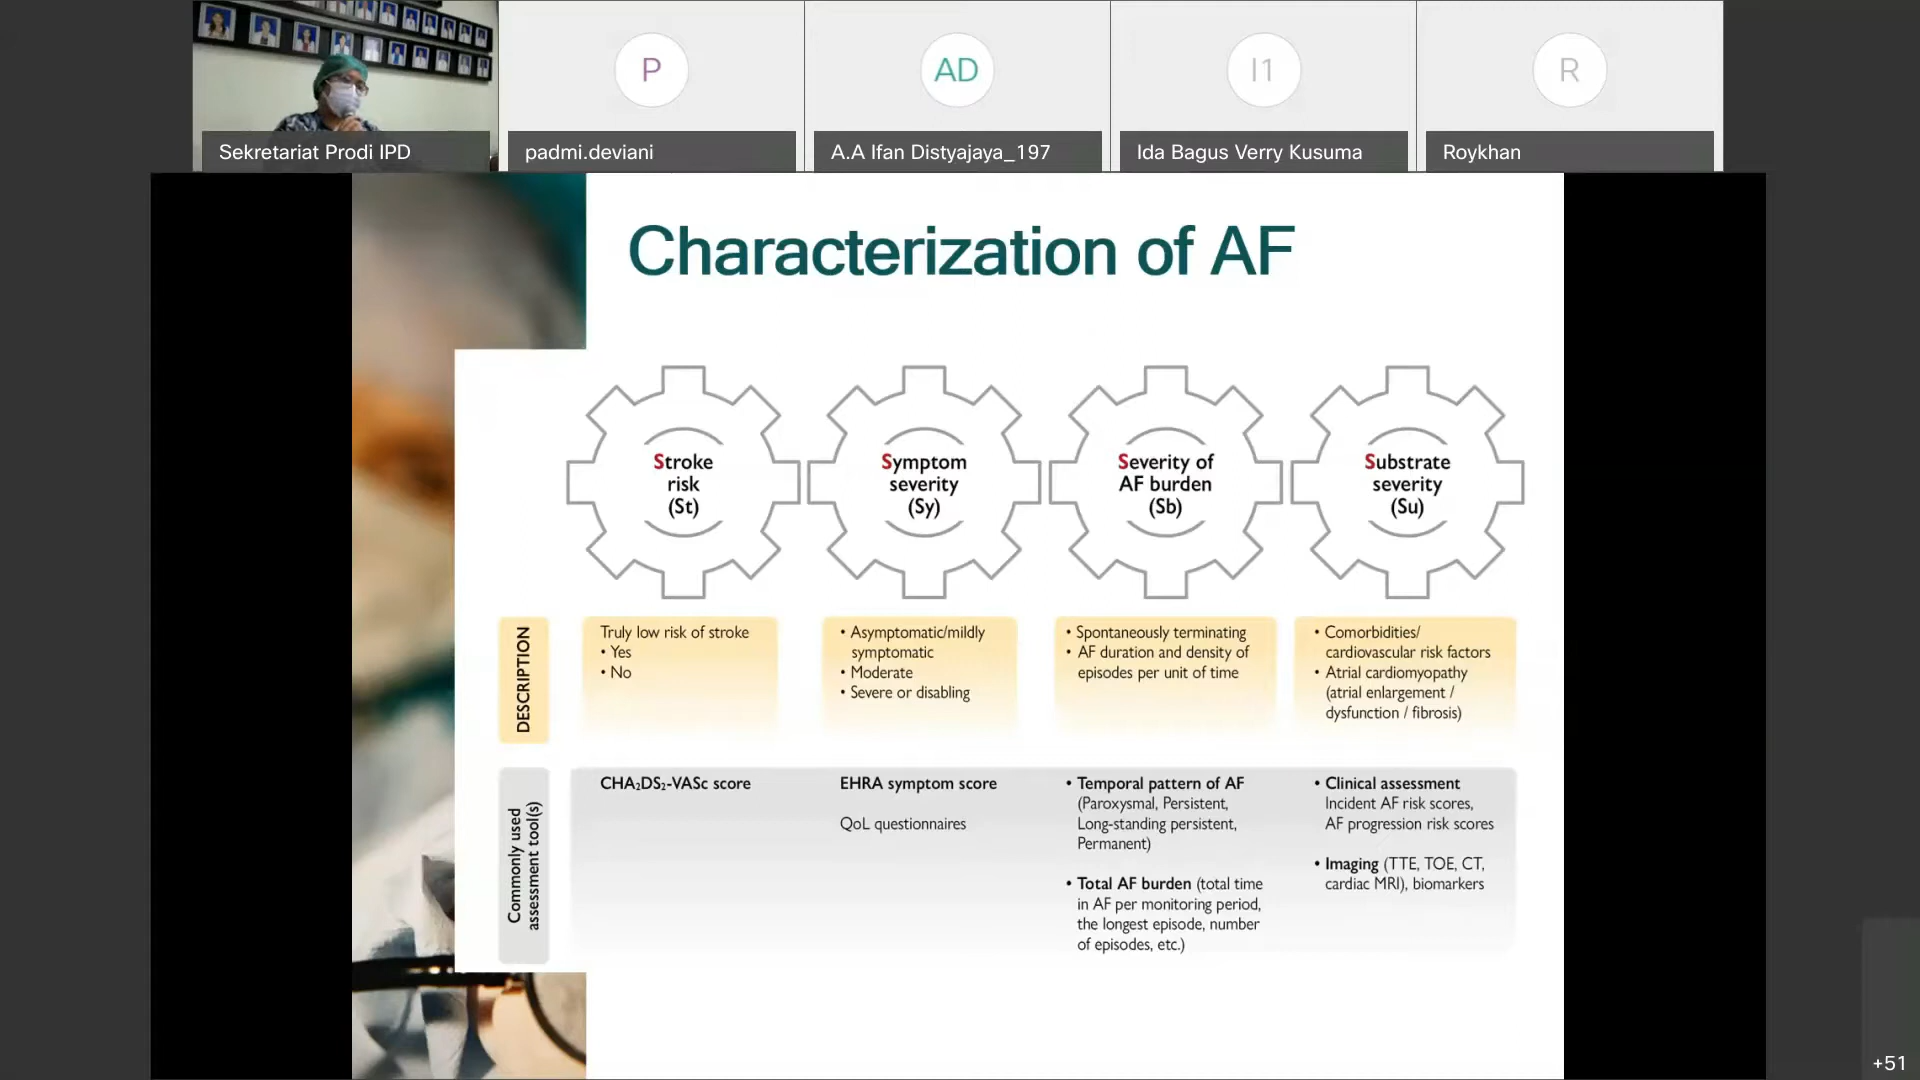 P
AD
I1
R
Sekretariat Prodi IPD
padmi.deviani
A.A Ifan Distyajaya_197
Ida Bagus Verry Kusuma
Roykhan
Characterization of AF
Stroke
risk
(St)
Symptom
severity
(Sy)
Severity of
AF burden
(Sb)
Substrate
severity
(Su)
DESCRIPTION
Truly low risk of stroke
• Yes
• No
• Asymptomatic/mildly
symptomatic
• Moderate
• Severe or disabling
• Spontaneously terminating
• AF duration and density of
episodes per unit of time
• Comorbidities/
cardiovascular risk factors
• Atrial cardiomyopathy
(atrial enlargement /
dysfunction / fibrosis)
Commonly used
assessment tool(s)
CHA₂DS₂-VASc score
EHRA symptom score
QoL questionnaires
• Temporal pattern of AF
(Paroxysmal, Persistent,
Long-standing persistent,
Permanent)
• Total AF burden (total time
in AF per monitoring period,
the longest episode, number
of episodes, etc.)
• Clinical assessment
Incident AF risk scores,
AF progression risk scores
• Imaging (TTE, TOE, CT,
cardiac MRI), biomarkers
+51